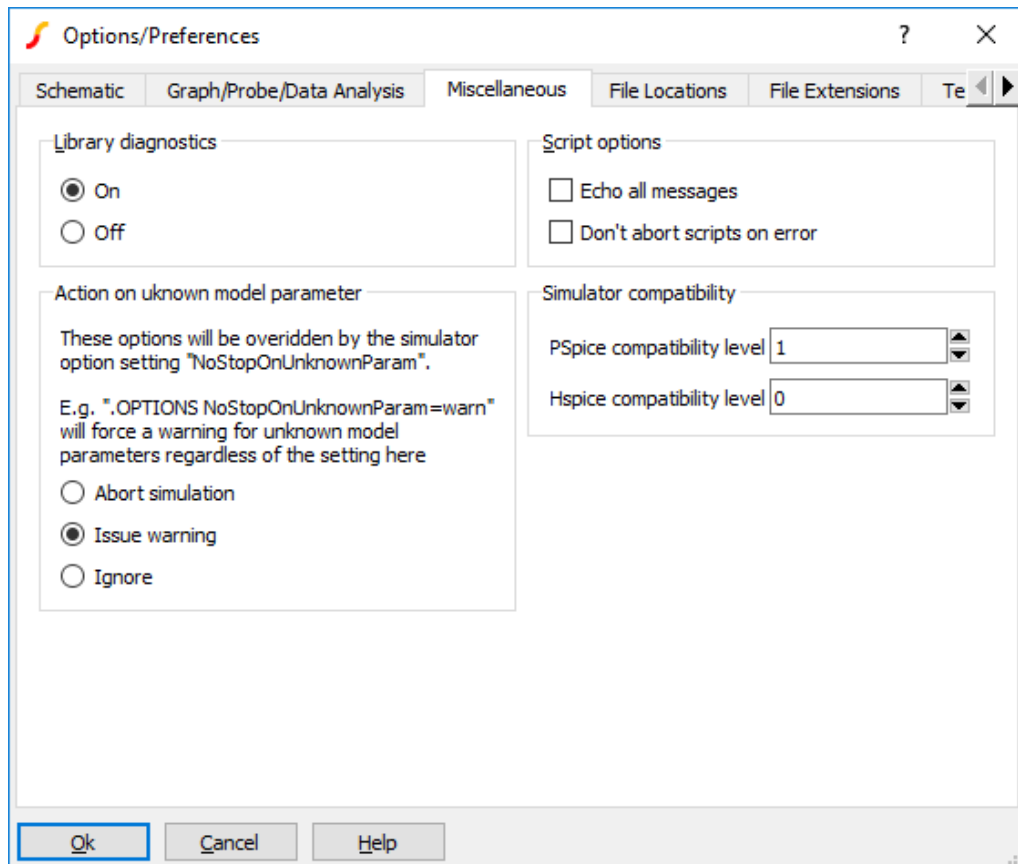 Options/Preferences
?
Schematic
Graph/Probe/Data Analysis
Miscellaneous
File Locations
File Extensions
Te
Library diagnostics
On
Off
Action on uknown model parameter
These options will be overidden by the simulator
option setting "NoStopOnUnknownParam".
E.g. ".OPTIONS NoStopOnUnknownParam=warn"
will force a warning for unknown model
parameters regardless of the setting here
Abort simulation
Issue warning
Ignore
Script options
Echo all messages
Don't abort scripts on error
Simulator compatibility
PSpice compatibility level 1
Hspice compatibility level 0
Ok
Cancel
Help